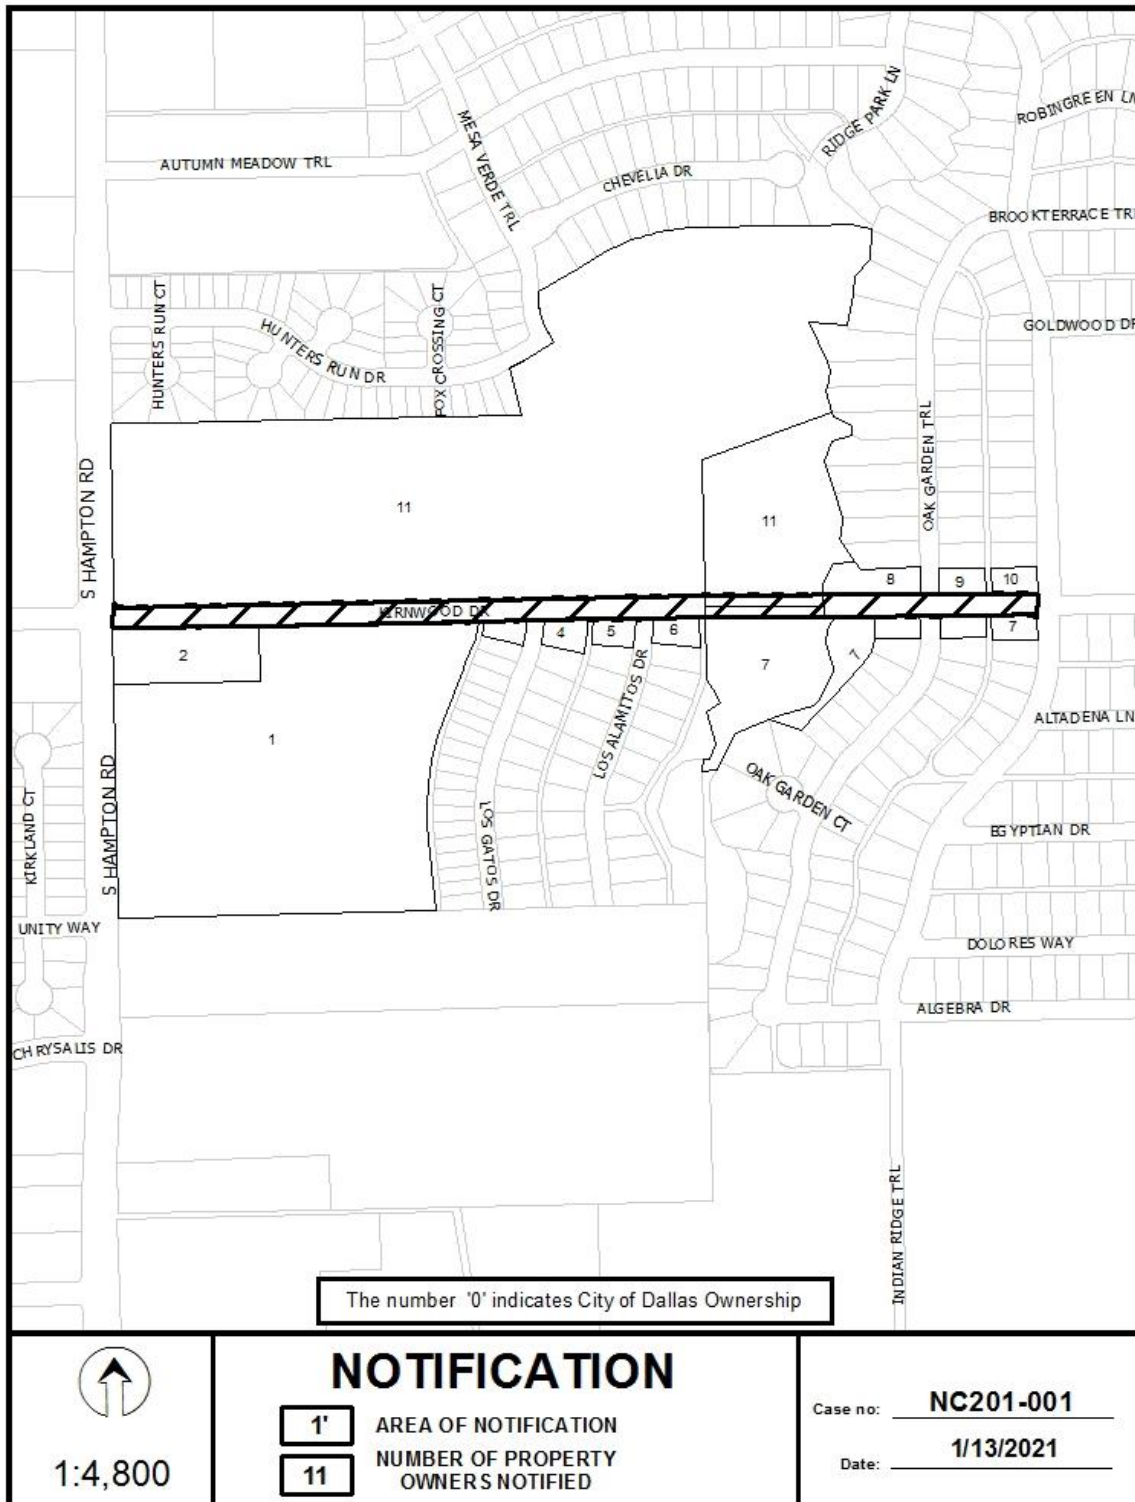 RIDGE PARK LN
ROBINGREEN LN
MESA VERDE TRL
AUTUMN MEADOW TRL
CHEVELLA DR
BROOKTERRACE TRL
HUNTERS RUN CT
HUNTERS RUN DR
FOX CROSSING CT
GOLDWOOD DR
OAK GARDEN TRL
S HAMPTON RD
11
11
8
9
10
KIRNWOOD DR
2
4
5
6
7
7
7
1
LOS ALAMITOS DR
ALTADENA LN
OAK GARDEN CT
S HAMPTON RD
KIRKLAND CT
LOS GATOS DR
EGYPTIAN DR
UNITY WAY
DOLORES WAY
ALGEBRA DR
CHRYSALIS DR
INDIAN RIDGE TRL
The number '0' indicates City of Dallas Ownership
1:4,800
NOTIFICATION
1'
AREA OF NOTIFICATION
11
NUMBER OF PROPERTY
OWNERS NOTIFIED
Case no: NC201-001
Date: 1/13/2021